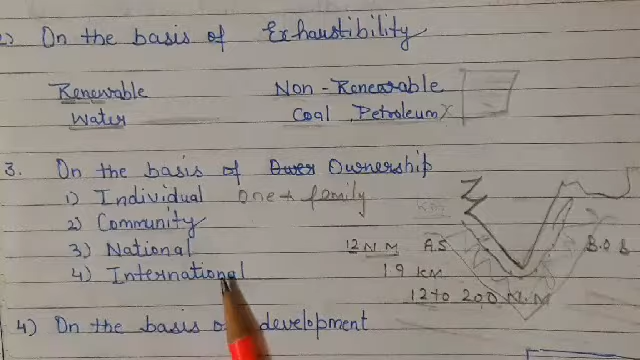 2) On the basis of Exhaustibility
Renewable Non-Renewable
Water Coal, Petroleum X
3. On the basis of Ownership
1) Individual one + family
2) Community
3) National 12 N M A.S B.O.B
4) International 19 km
12 to 200 N.M
4) On the basis of development